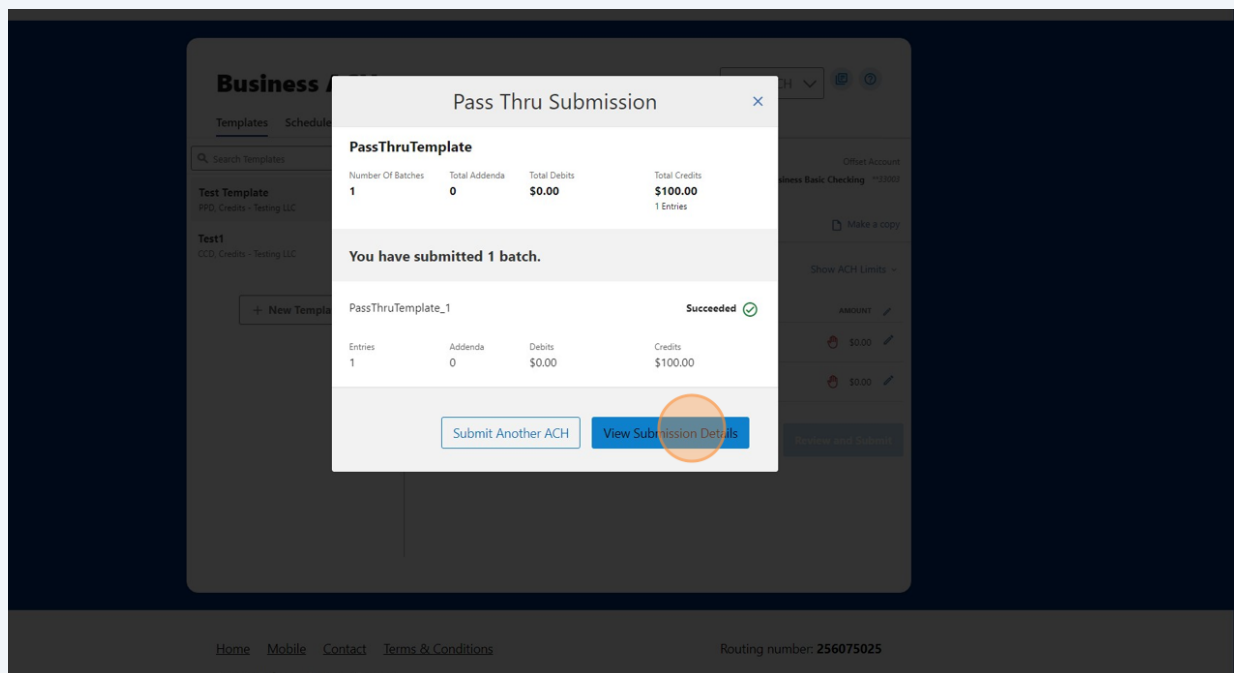 Business
CH
Templates Schedule
Search Templates
Test Template
PPD, Credits - Testing LLC
Test1
CCD, Credits - Testing LLC
+ New Templa
Pass Thru Submission
PassThruTemplate
Number Of Batches Total Addenda Total Debits Total Credits
1 0 $0.00 $100.00
1 Entries
You have submitted 1 batch.
PassThruTemplate_1 Succeeded
Entries Addenda Debits Credits
1 0 $0.00 $100.00
Submit Another ACH View Submission Details
Offset Account
siness Basic Checking
Make a copy
Show ACH Limits
AMOUNT
$0.00
$0.00
Review and Submit
Home Mobile Contact Terms & Conditions Routing number: 256075025